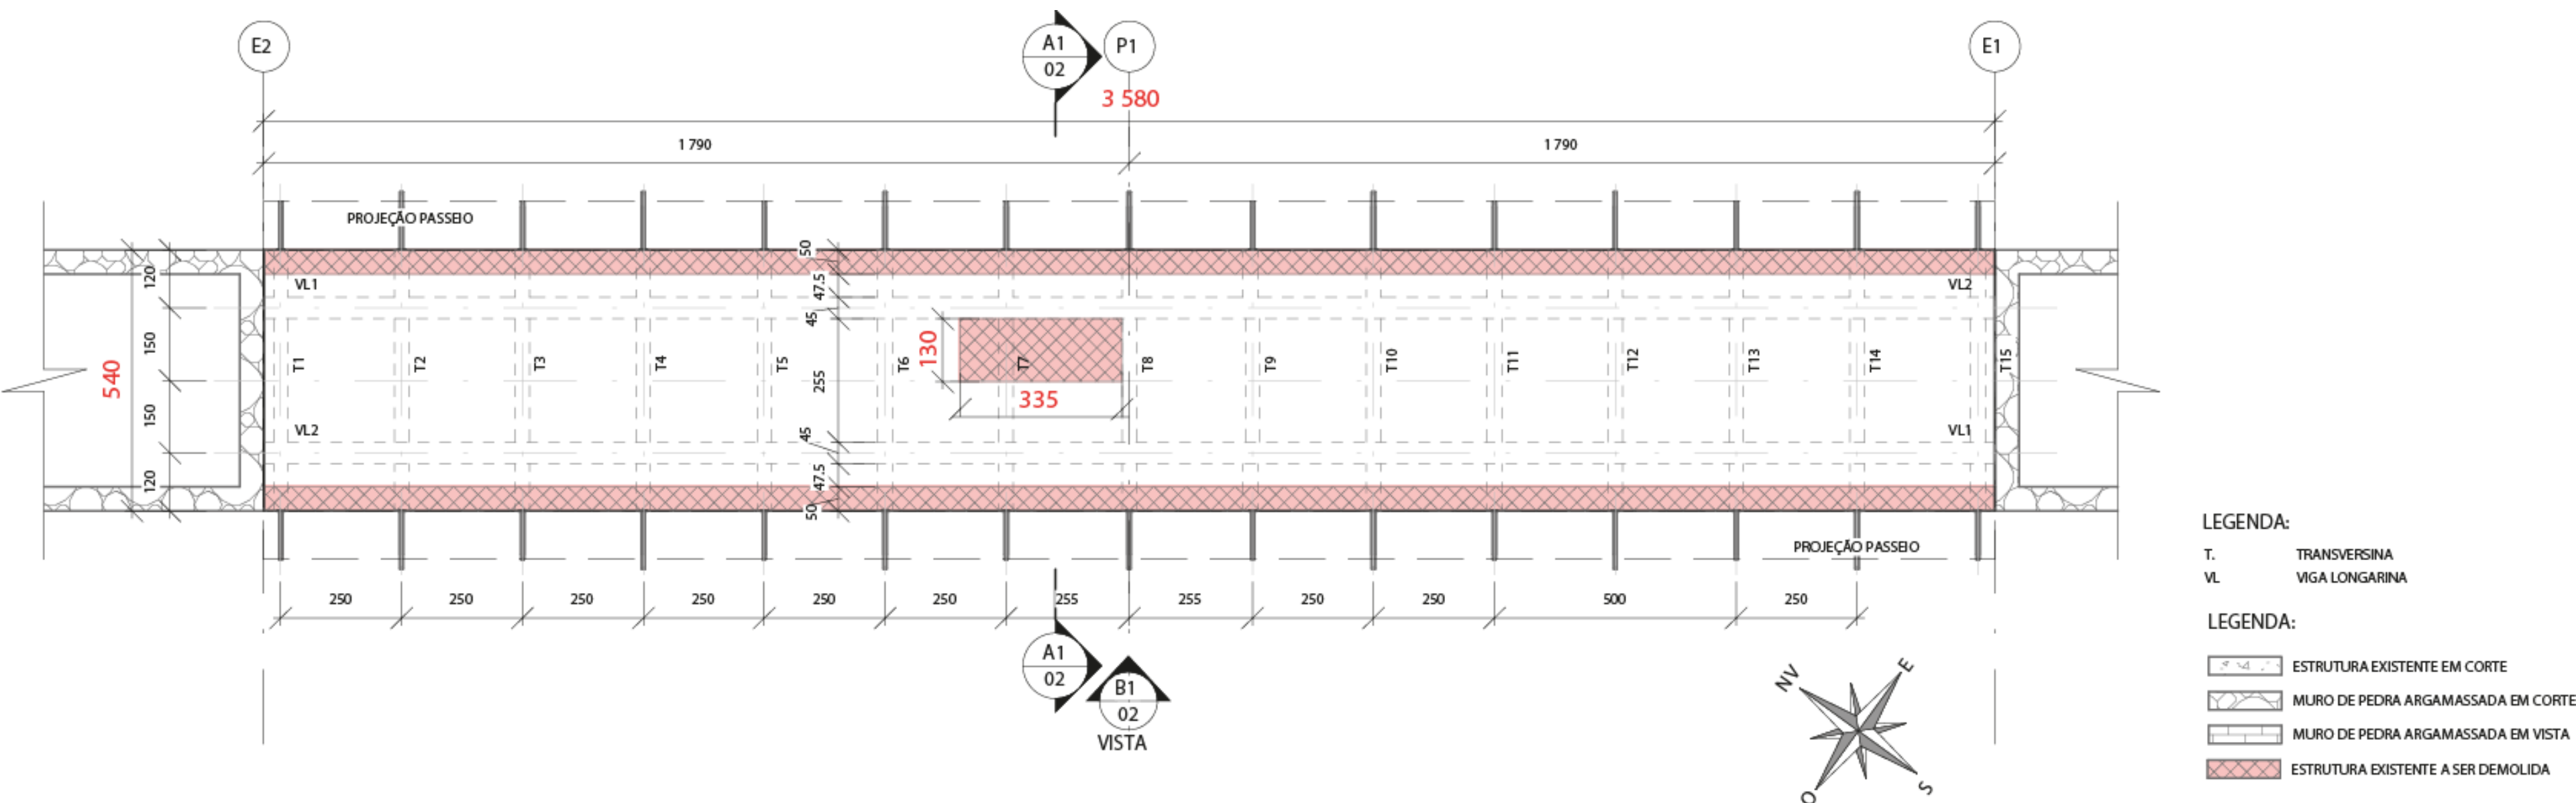 E2
A1
02
P1
E1
3 580
1 790
1 790
PROJEÇÃO PASSEIO
50
120
47.5
VL1
VL2
45
150
540
130
T1
T2
T3
T4
T5
T6
T7
T8
T9
T10
T11
T12
T13
T14
T15
255
335
150
VL2
45
VL1
120
47.5
50
PROJEÇÃO PASSEIO
250
250
250
250
250
250
255
255
250
250
500
250
A1
02
B1
02
VISTA
NV
E
O
S
LEGENDA:
T. TRANSVERSINA
VL VIGA LONGARINA
LEGENDA:
ESTRUTURA EXISTENTE EM CORTE
MURO DE PEDRA ARGAMASSADA EM CORTE
MURO DE PEDRA ARGAMASSADA EM VISTA
ESTRUTURA EXISTENTE A SER DEMOLIDA